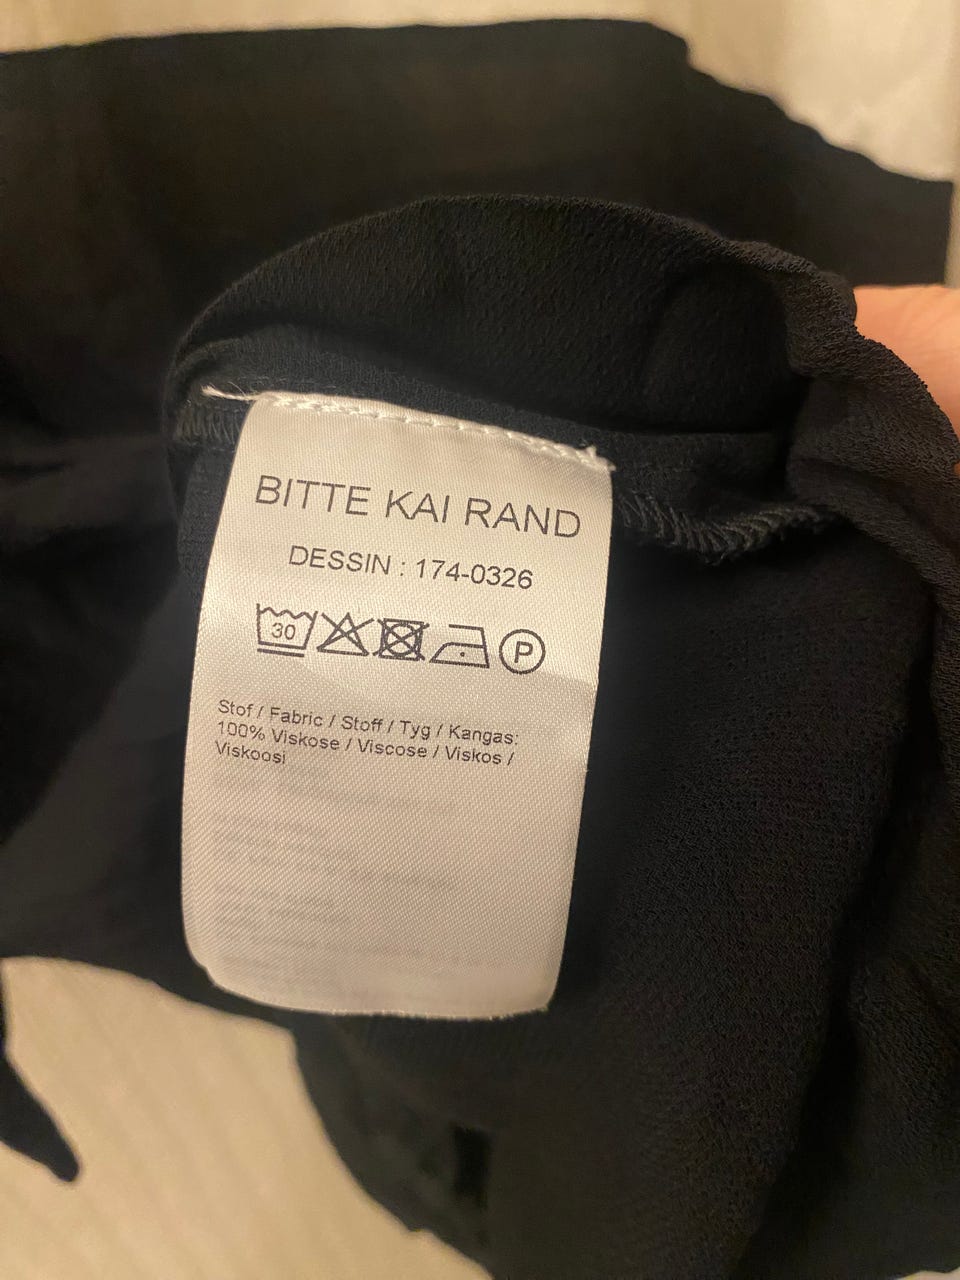 BITTE KAI RAND
DESSIN : 174-0326
30 P
Stof / Fabric / Stoff / Tyg / Kangas:
100% Viskose / Viscose / Viskos /
Viskoosi